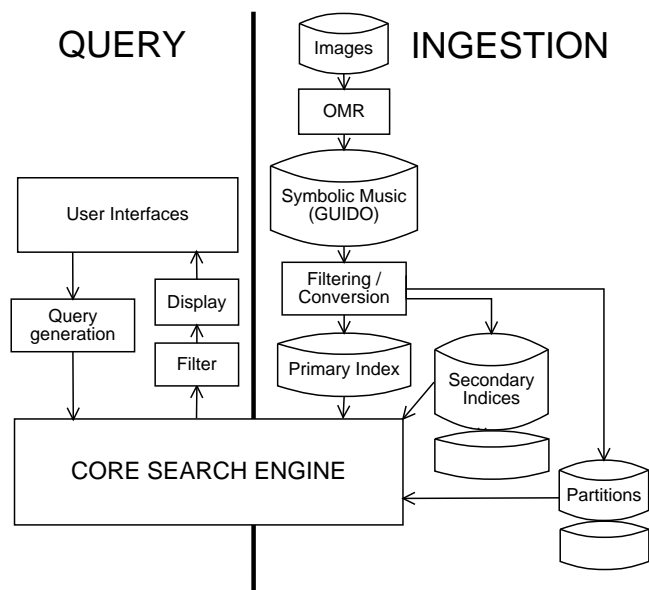 QUERY
INGESTION
Images
OMR
Symbolic Music
(GUIDO)
User Interfaces
Filtering /
Conversion
Display
Query
generation
Filter
Primary Index
Secondary
Indices
CORE SEARCH ENGINE
Partitions